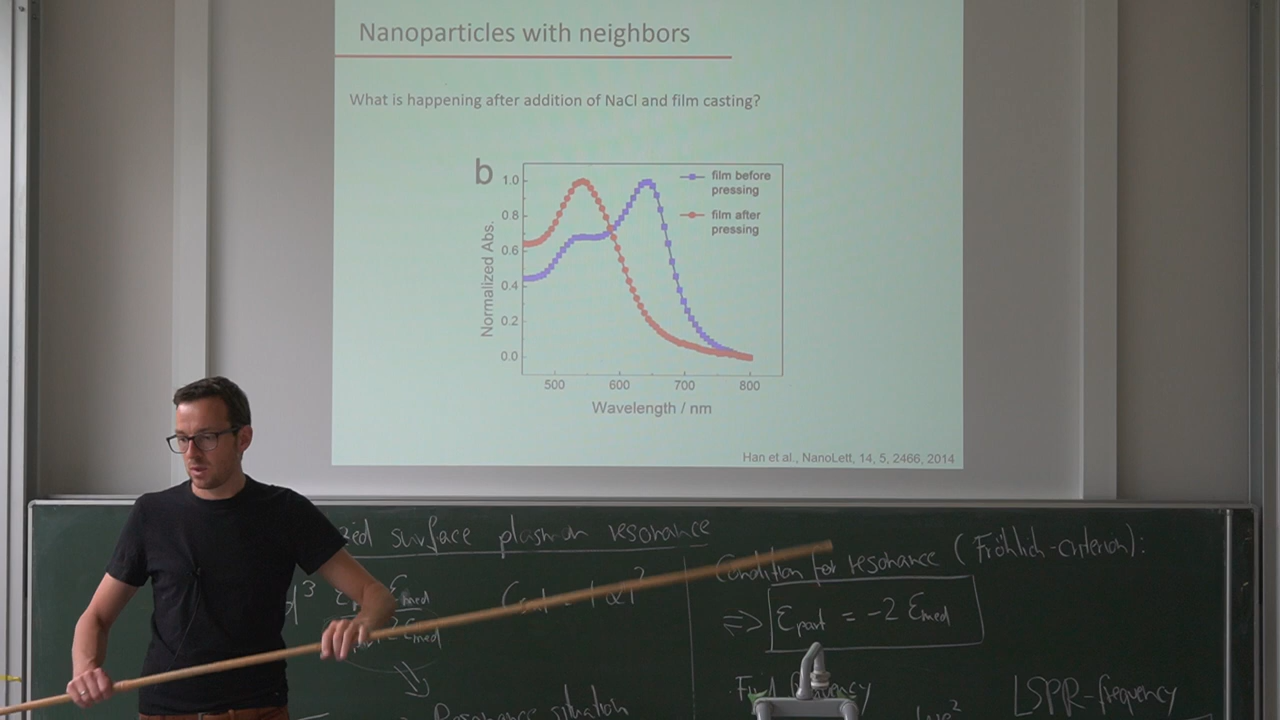 Nanoparticles with neighbors
What is happening after addition of NaCl and film casting?
b
film before
pressing
film after
pressing
Normalized Abs.
1.0
0.8
0.6
0.4
0.2
0.0
500 600 700 800
Wavelength / nm
Han et al., NanoLett, 14, 5, 2466, 2014
surface plasmon resonance
Condition for resonance (Fröhlich-criterion):
=> ε_part = -2 ε_med
ε_med
Resonance situation
LSPR-frequency